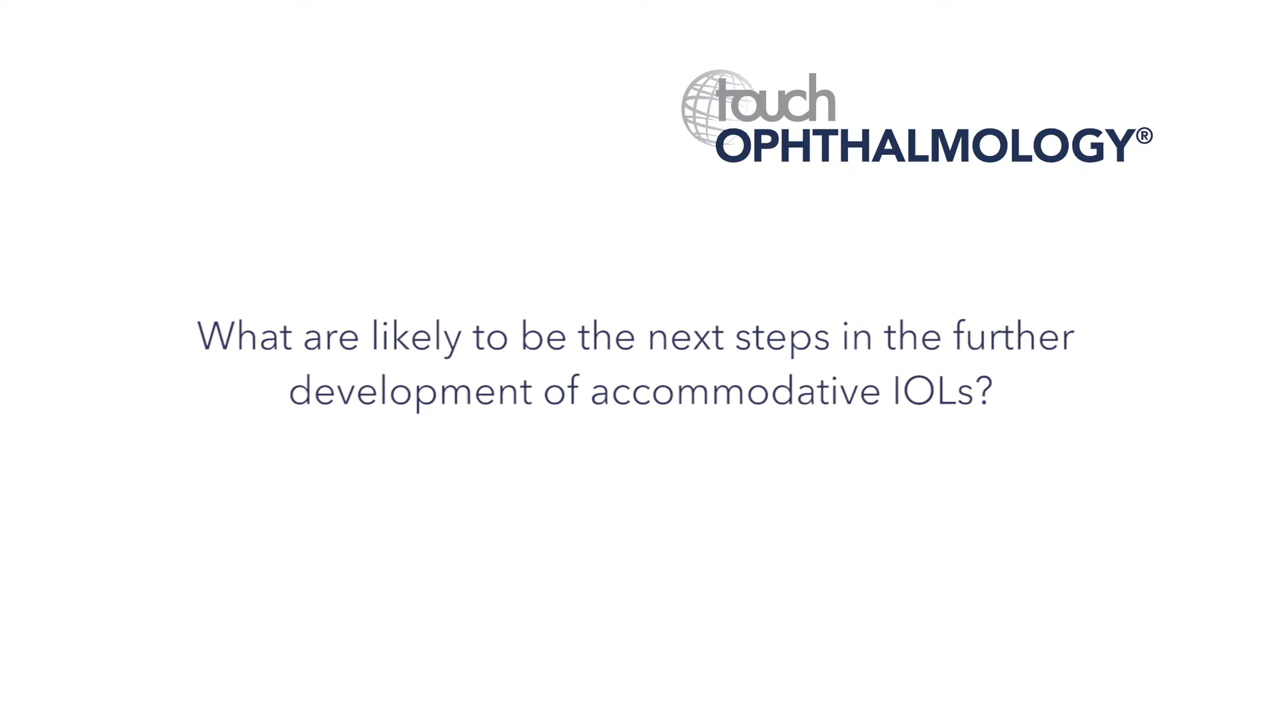 touch
OPHTHALMOLOGY®
What are likely to be the next steps in the further
development of accommodative IOLs?